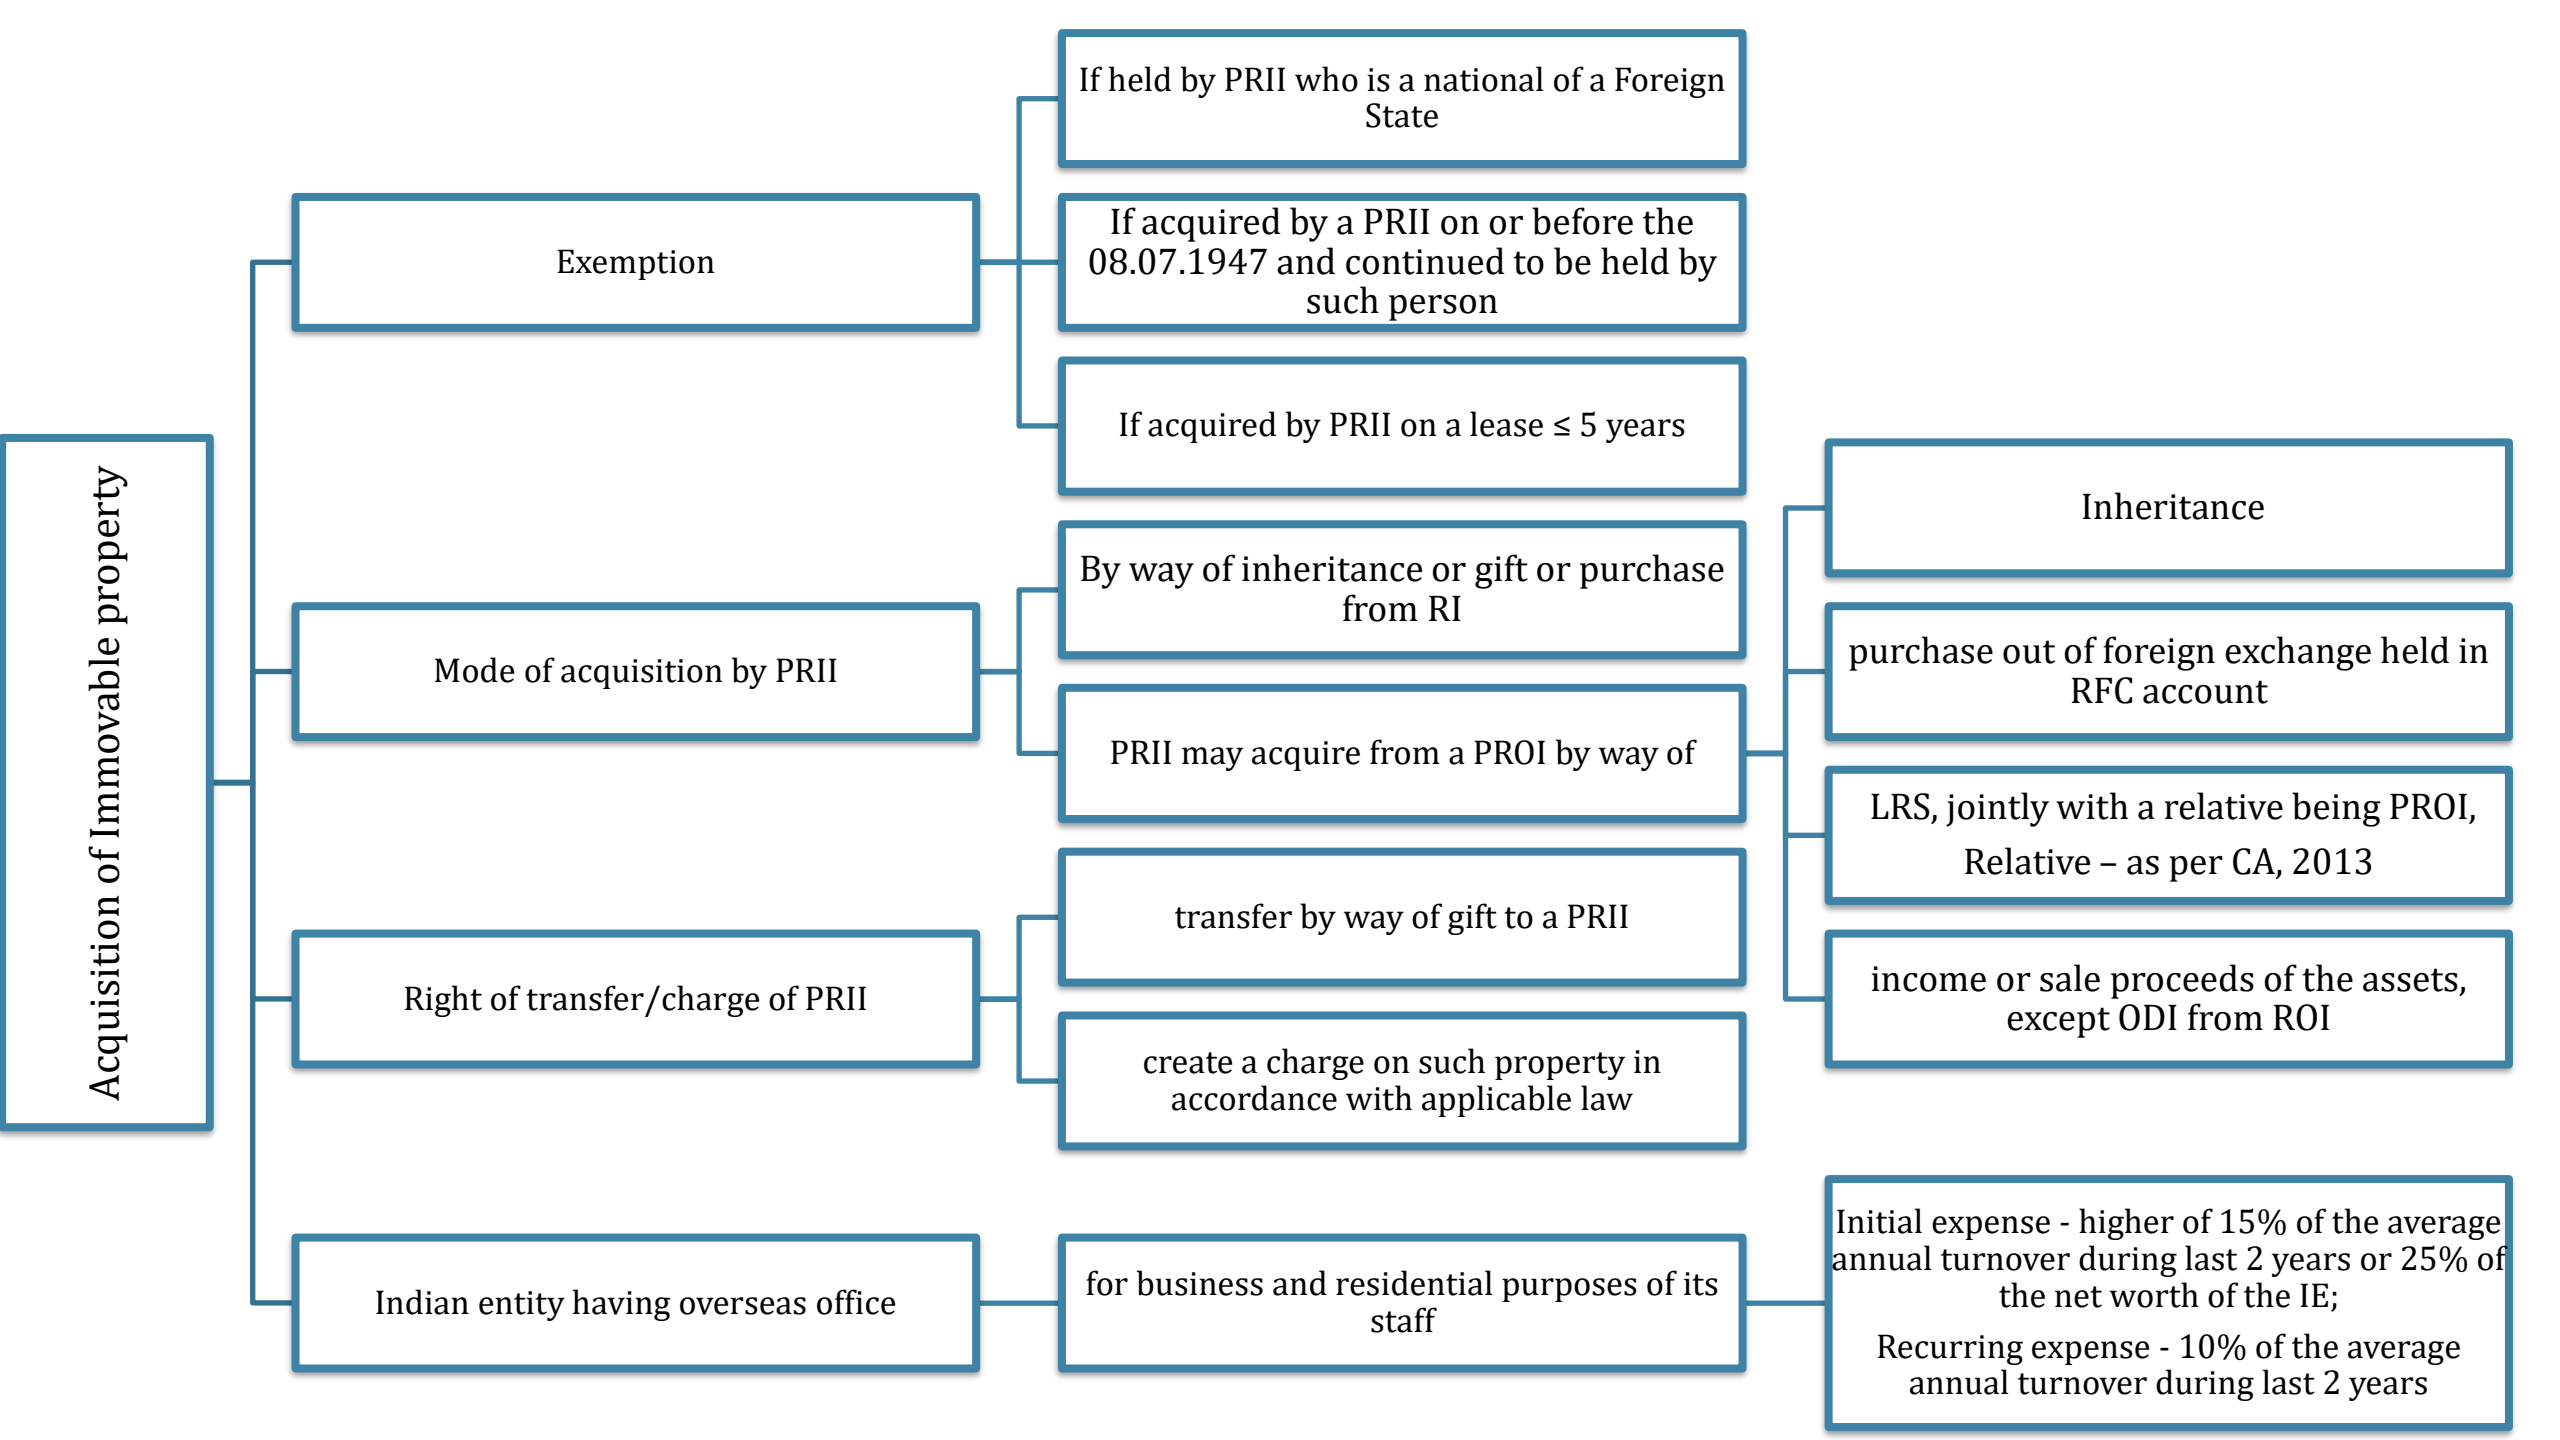 Acquisition of Immovable property
Exemption
If held by PRII who is a national of a Foreign
State
If acquired by a PRII on or before the
08.07.1947 and continued to be held by
such person
If acquired by PRII on a lease ≤ 5 years
Mode of acquisition by PRII
By way of inheritance or gift or purchase
from RI
PRII may acquire from a PROI by way of
Inheritance
purchase out of foreign exchange held in
RFC account
LRS, jointly with a relative being PROI,
Relative – as per CA, 2013
income or sale proceeds of the assets,
except ODI from ROI
Right of transfer/charge of PRII
transfer by way of gift to a PRII
create a charge on such property in
accordance with applicable law
Indian entity having overseas office
for business and residential purposes of its
staff
Initial expense - higher of 15% of the average
annual turnover during last 2 years or 25% of
the net worth of the IE;
Recurring expense - 10% of the average
annual turnover during last 2 years